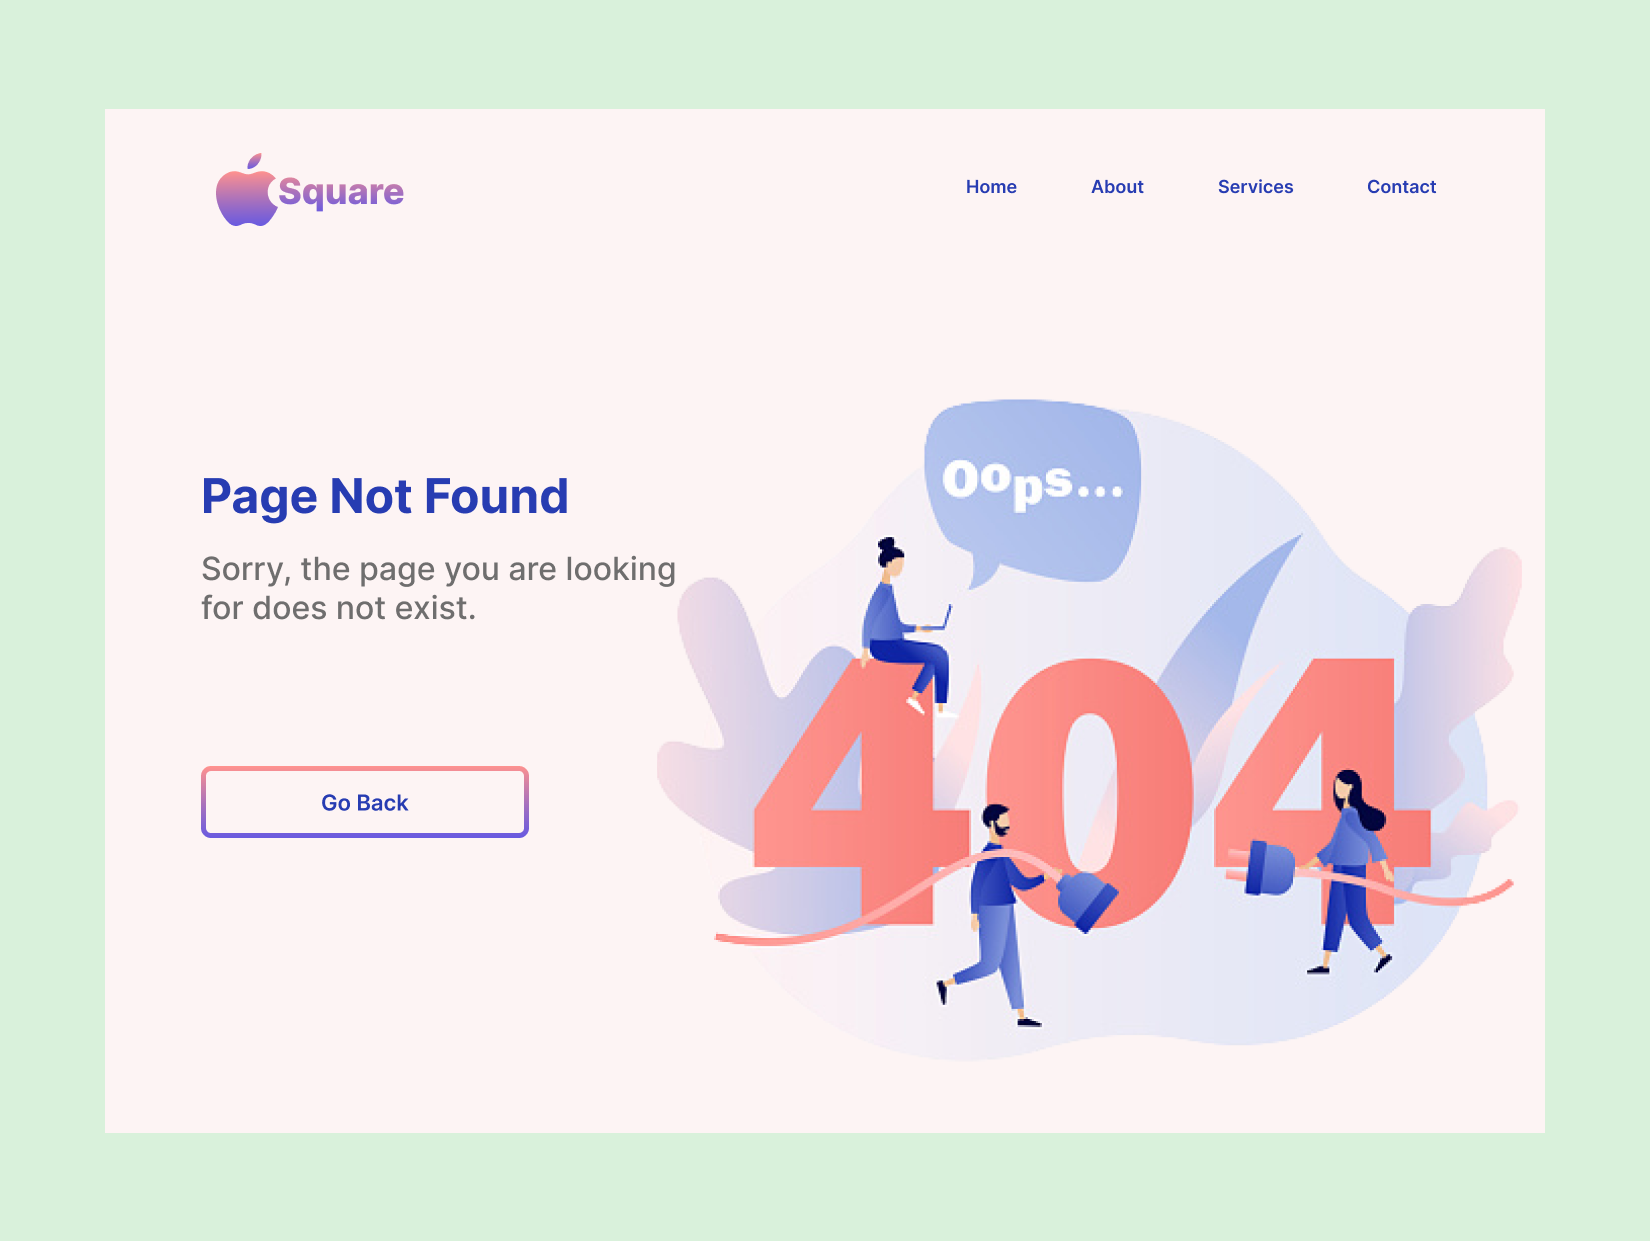 Square
Home About Services Contact
Oops...
Page Not Found
Sorry, the page you are looking
for does not exist.
404
Go Back